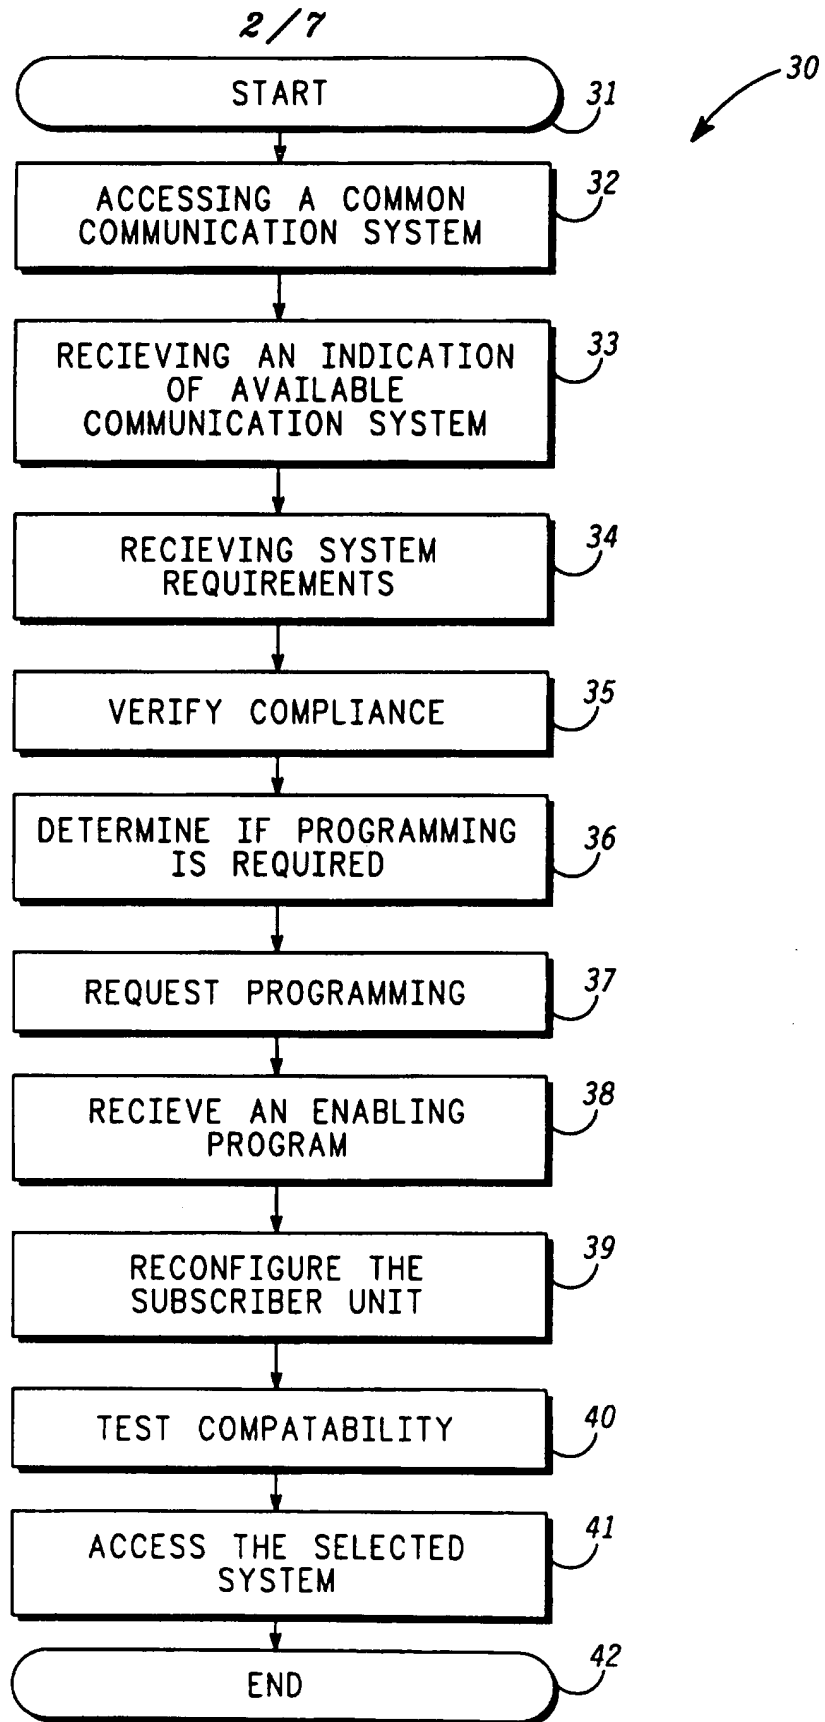 2/7
START
31
30
ACCESSING A COMMON
COMMUNICATION SYSTEM
32
RECIEVING AN INDICATION
OF AVAILABLE
COMMUNICATION SYSTEM
33
RECIEVING SYSTEM
REQUIREMENTS
34
VERIFY COMPLIANCE
35
DETERMINE IF PROGRAMMING
IS REQUIRED
36
REQUEST PROGRAMMING
37
RECIEVE AN ENABLING
PROGRAM
38
RECONFIGURE THE
SUBSCRIBER UNIT
39
TEST COMPATABILITY
40
ACCESS THE SELECTED
SYSTEM
41
END
42